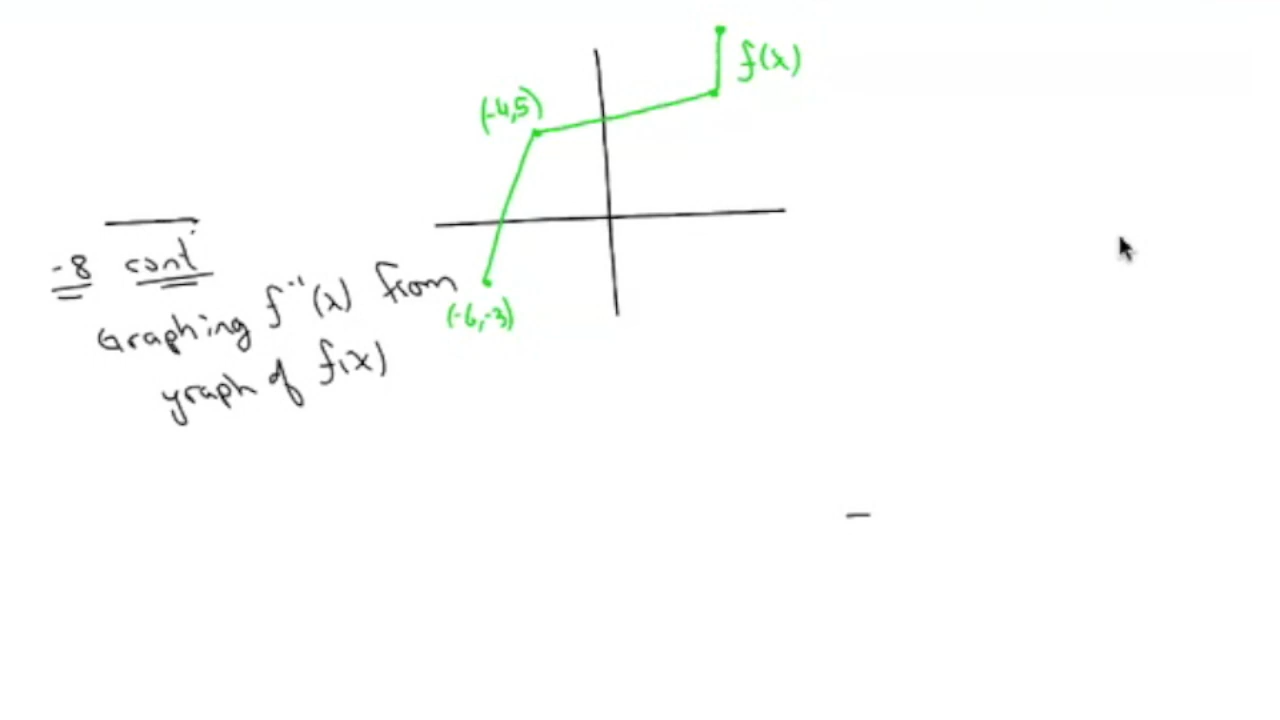 f(x)
(-4,5)
-8 cont
Graphing f⁻¹(x) from
(-6,-3)
graph of f(x)